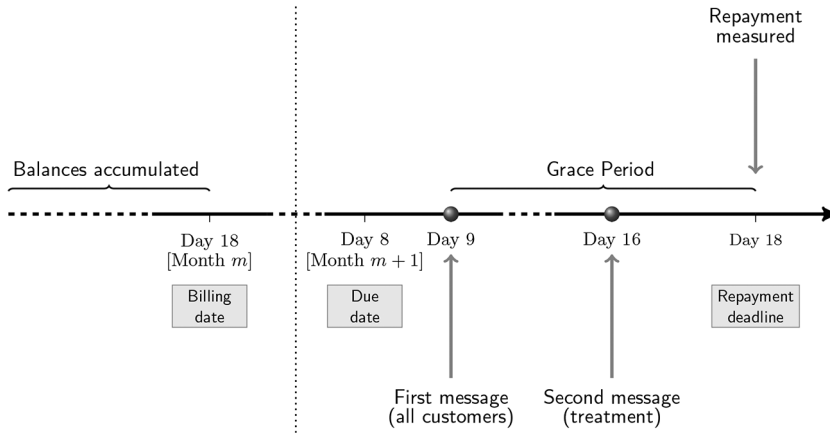 Repayment
measured
Balances accumulated
Grace Period
Day 18
[Month m]
Day 8
[Month m + 1]
Day 9
Day 16
Day 18
Billing
date
Due
date
Repayment
deadline
First message
(all customers)
Second message
(treatment)